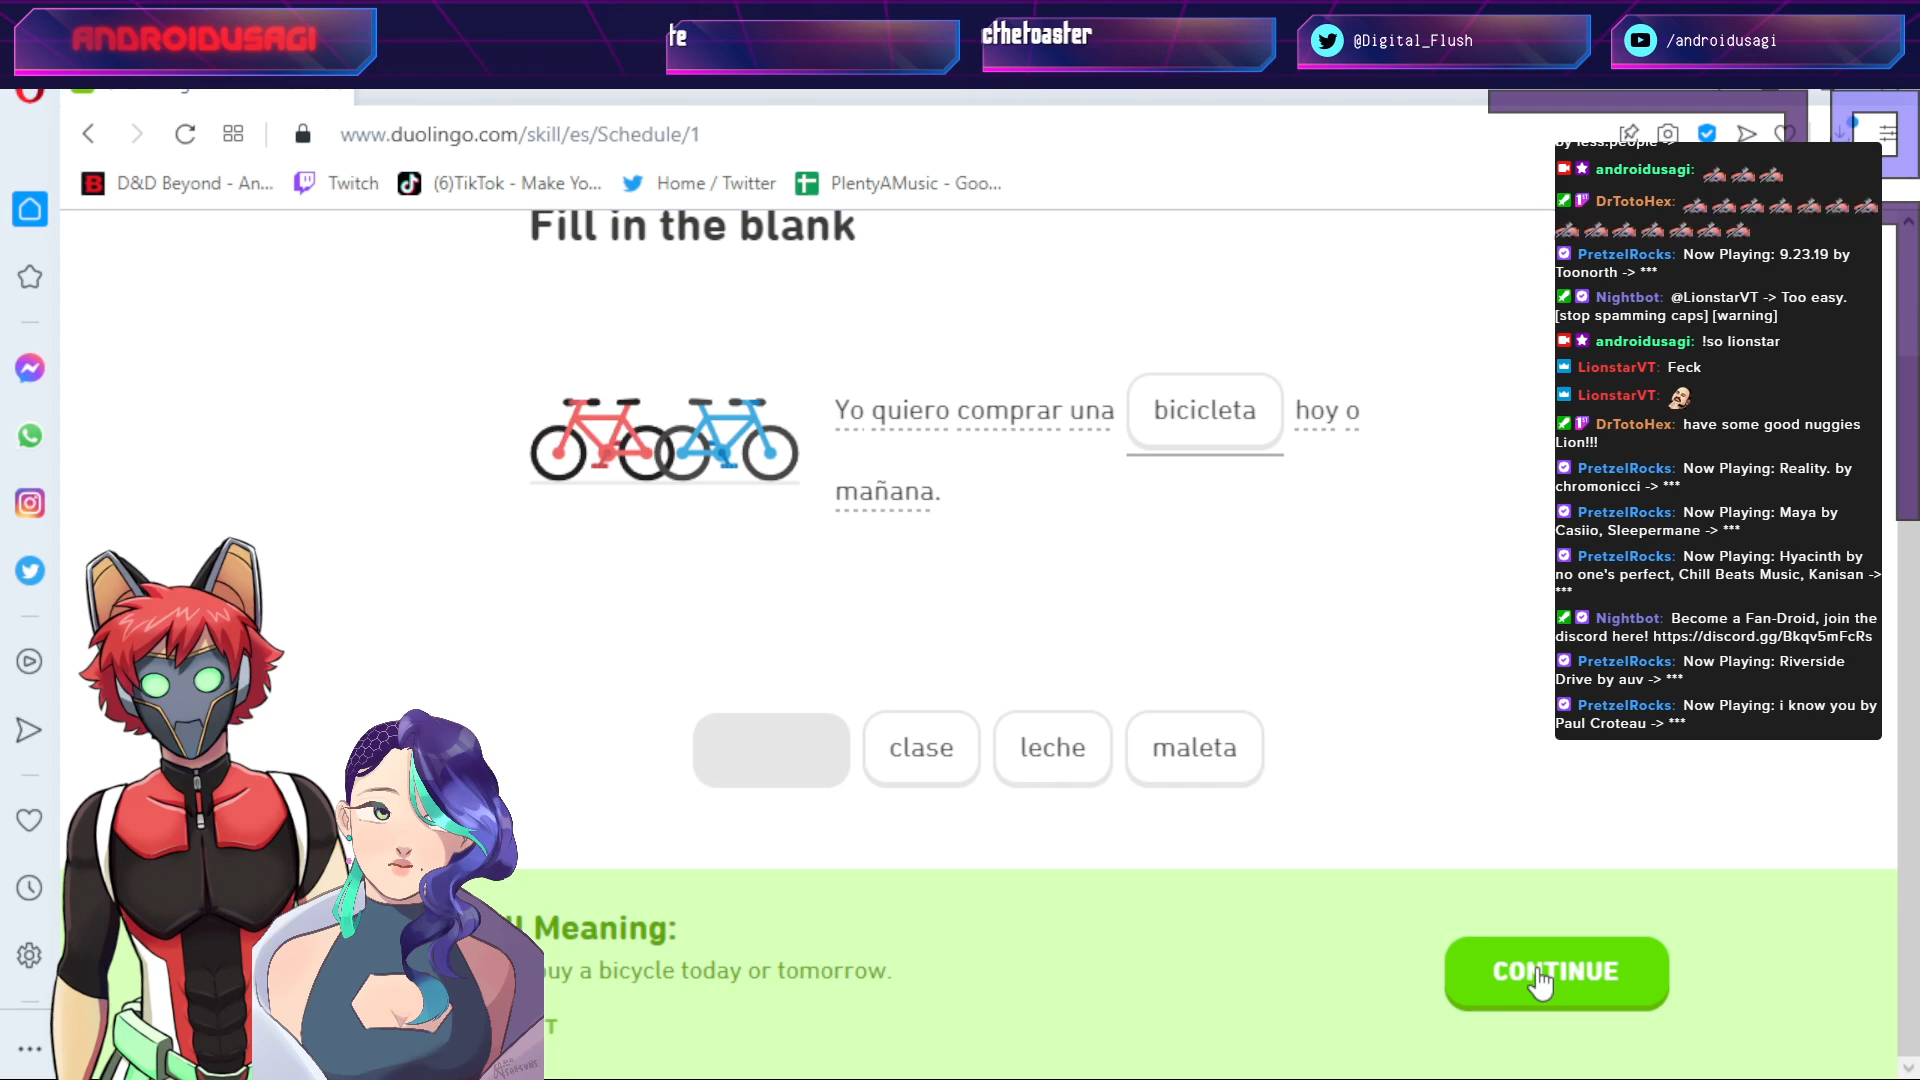 ANDROIDUSAGI
cthetoaster
@Digital_Flush
/androidusagi
www.duolingo.com/skill/es/Schedule/1
D&D Beyond - An...
Twitch
(6)TikTok - Make Yo...
Home / Twitter
PlentyAMusic - Goo...
Fill in the blank
Yo quiero comprar una bicicleta hoy o
mañana.
clase
leche
maleta
Meaning:
buy a bicycle today or tomorrow.
CONTINUE
by less.people ->
androidusagi:
DrTotoHex:
PretzelRocks: Now Playing: 9.23.19 by
Toonorth -> ***
Nightbot: @LionstarVT -> Too easy.
[stop spamming caps] [warning]
androidusagi: !so lionstar
LionstarVT: Feck
LionstarVT:
DrTotoHex: have some good nuggies
Lion!!!
PretzelRocks: Now Playing: Reality. by
chromonicci -> ***
PretzelRocks: Now Playing: Maya by
Casiio, Sleepermane -> ***
PretzelRocks: Now Playing: Hyacinth by
no one's perfect, Chill Beats Music, Kanisan ->
***
Nightbot: Become a Fan-Droid, join the
discord here! https://discord.gg/Bkqv5mFcRs
PretzelRocks: Now Playing: Riverside
Drive by auv -> ***
PretzelRocks: Now Playing: i know you by
Paul Croteau -> ***